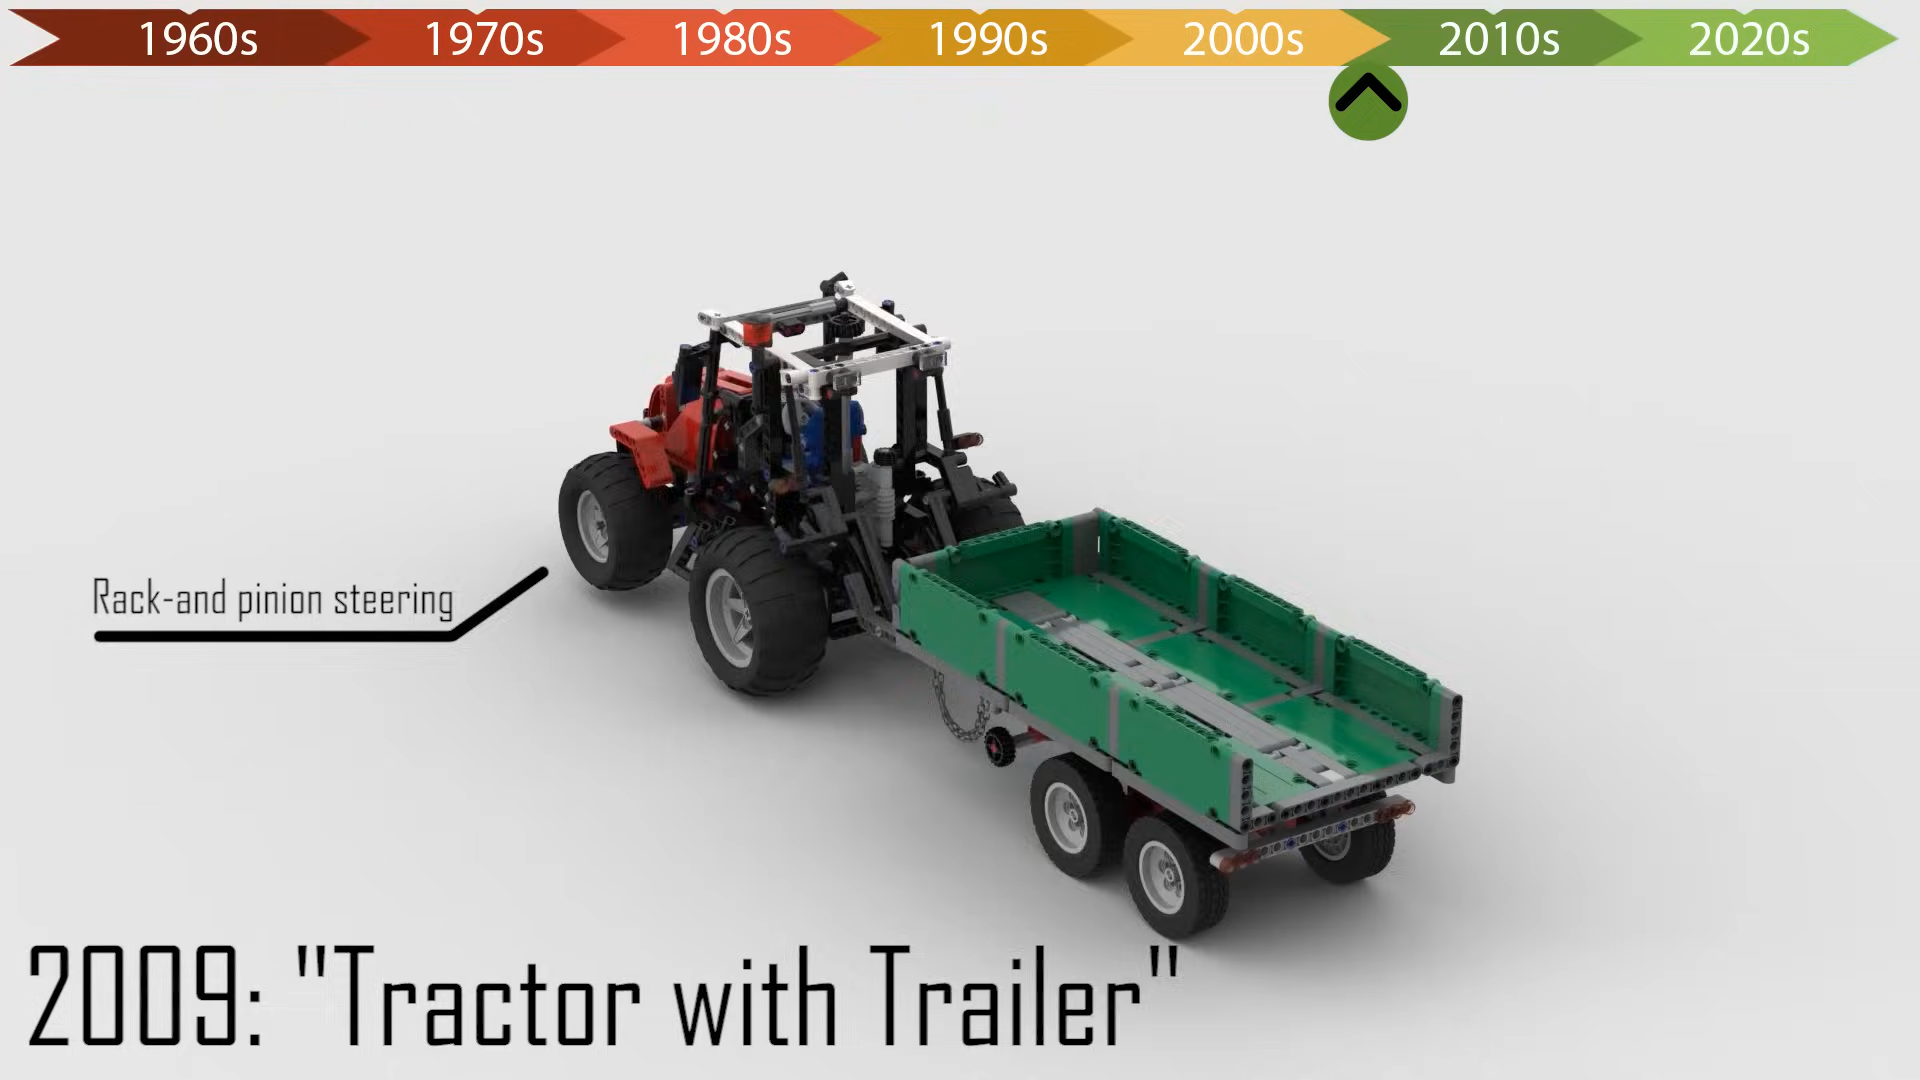 1960s 1970s 1980s 1990s 2000s 2010s 2020s
Rack-and pinion steering
2009: "Tractor with Trailer"